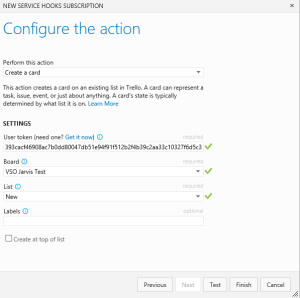 NEW SERVICE HOOKS SUBSCRIPTION
Configure the action
Perform this action
Create a card
This action creates a card on an existing list in Trello. A card can represent a
task, issue, event, or just about anything. A card's state is typically
determined by what list it is on. Learn More
SETTINGS
User token (need one? Get it now) required
393cacf46908ac7b0dd80047db51e94f91f512b2f4b39c2aa33c10327f6d5c3
Board required
VSO Jarvis Test
List required
New
Labels optional
Create at top of list
Previous Next Test Finish Cancel